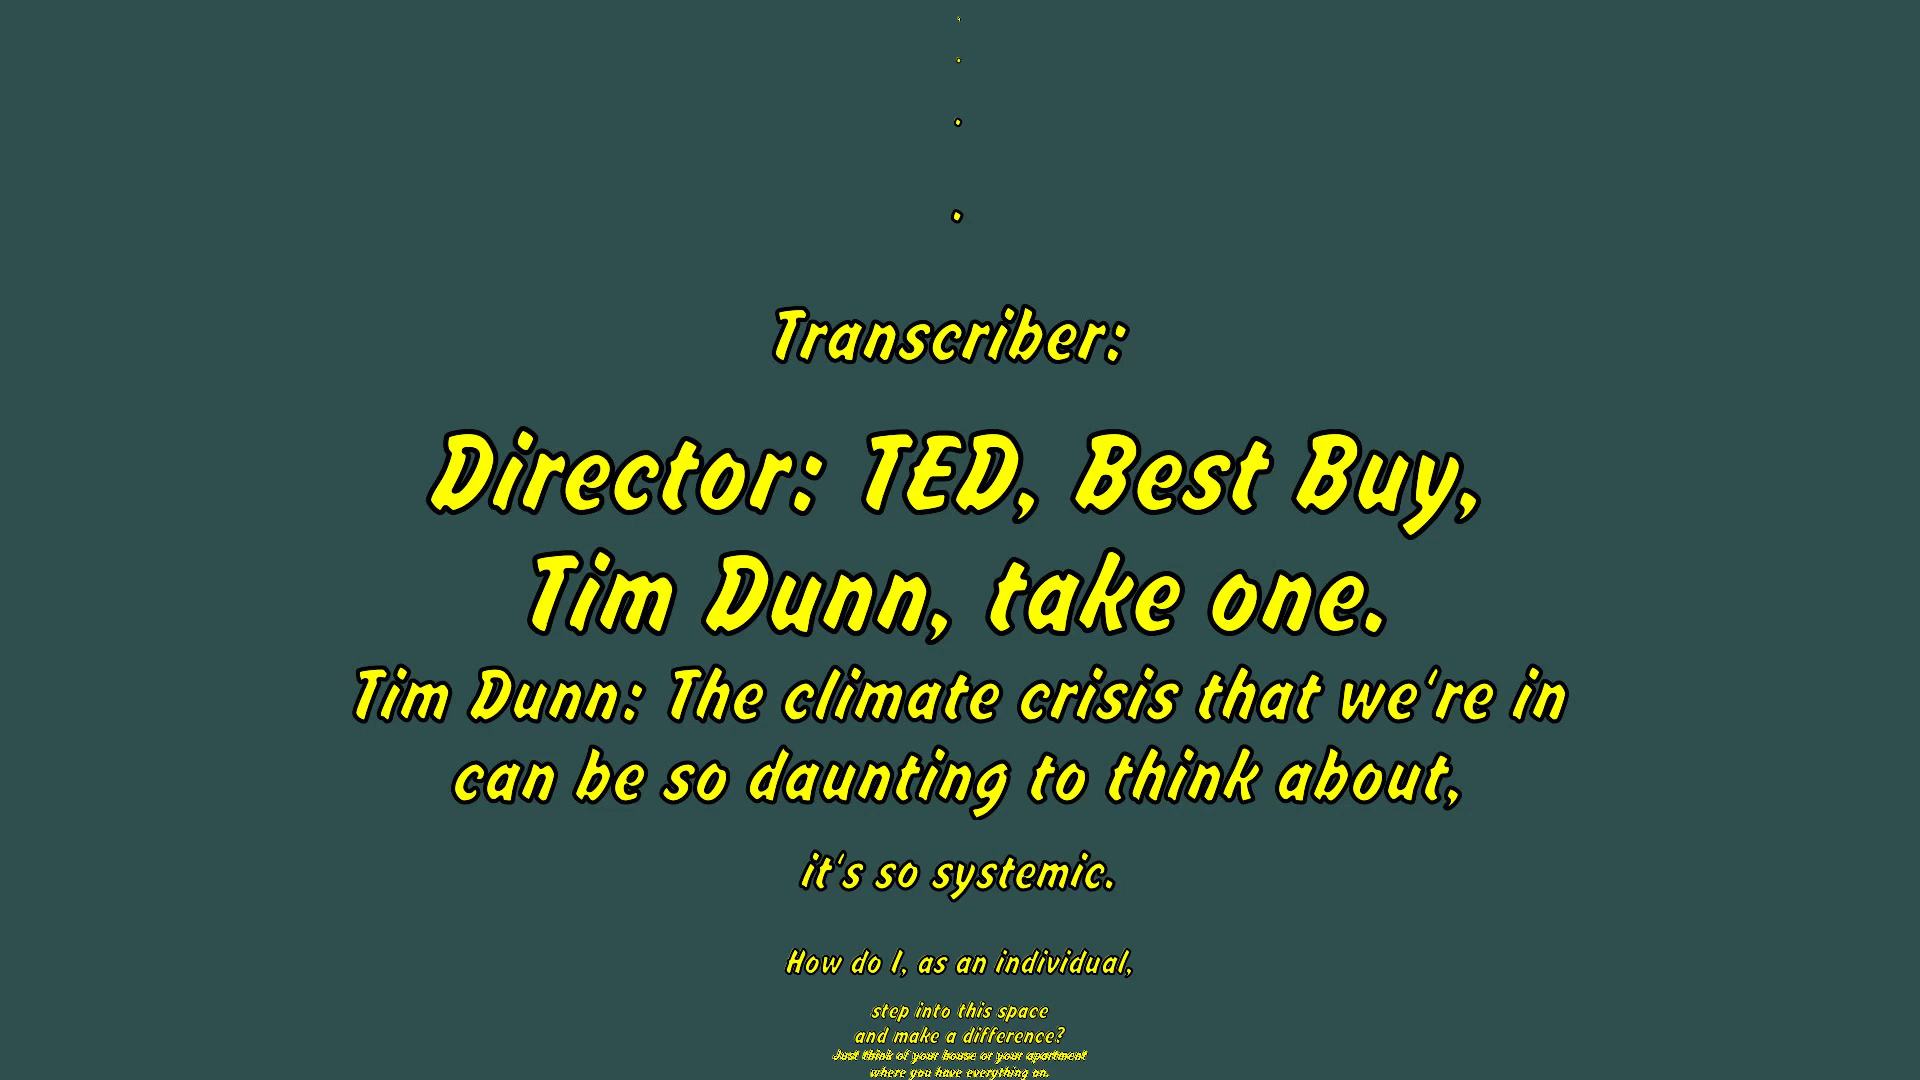 .
.
.
.
Transcriber:
Director: TED, Best Buy,
Tim Dunn, take one.
Tim Dunn: The climate crisis that we're in
can be so daunting to think about,
it's so systemic.
How do I, as an individual,
step into this space
and make a difference?
Just think of your house or your apartment
where you have everything on.